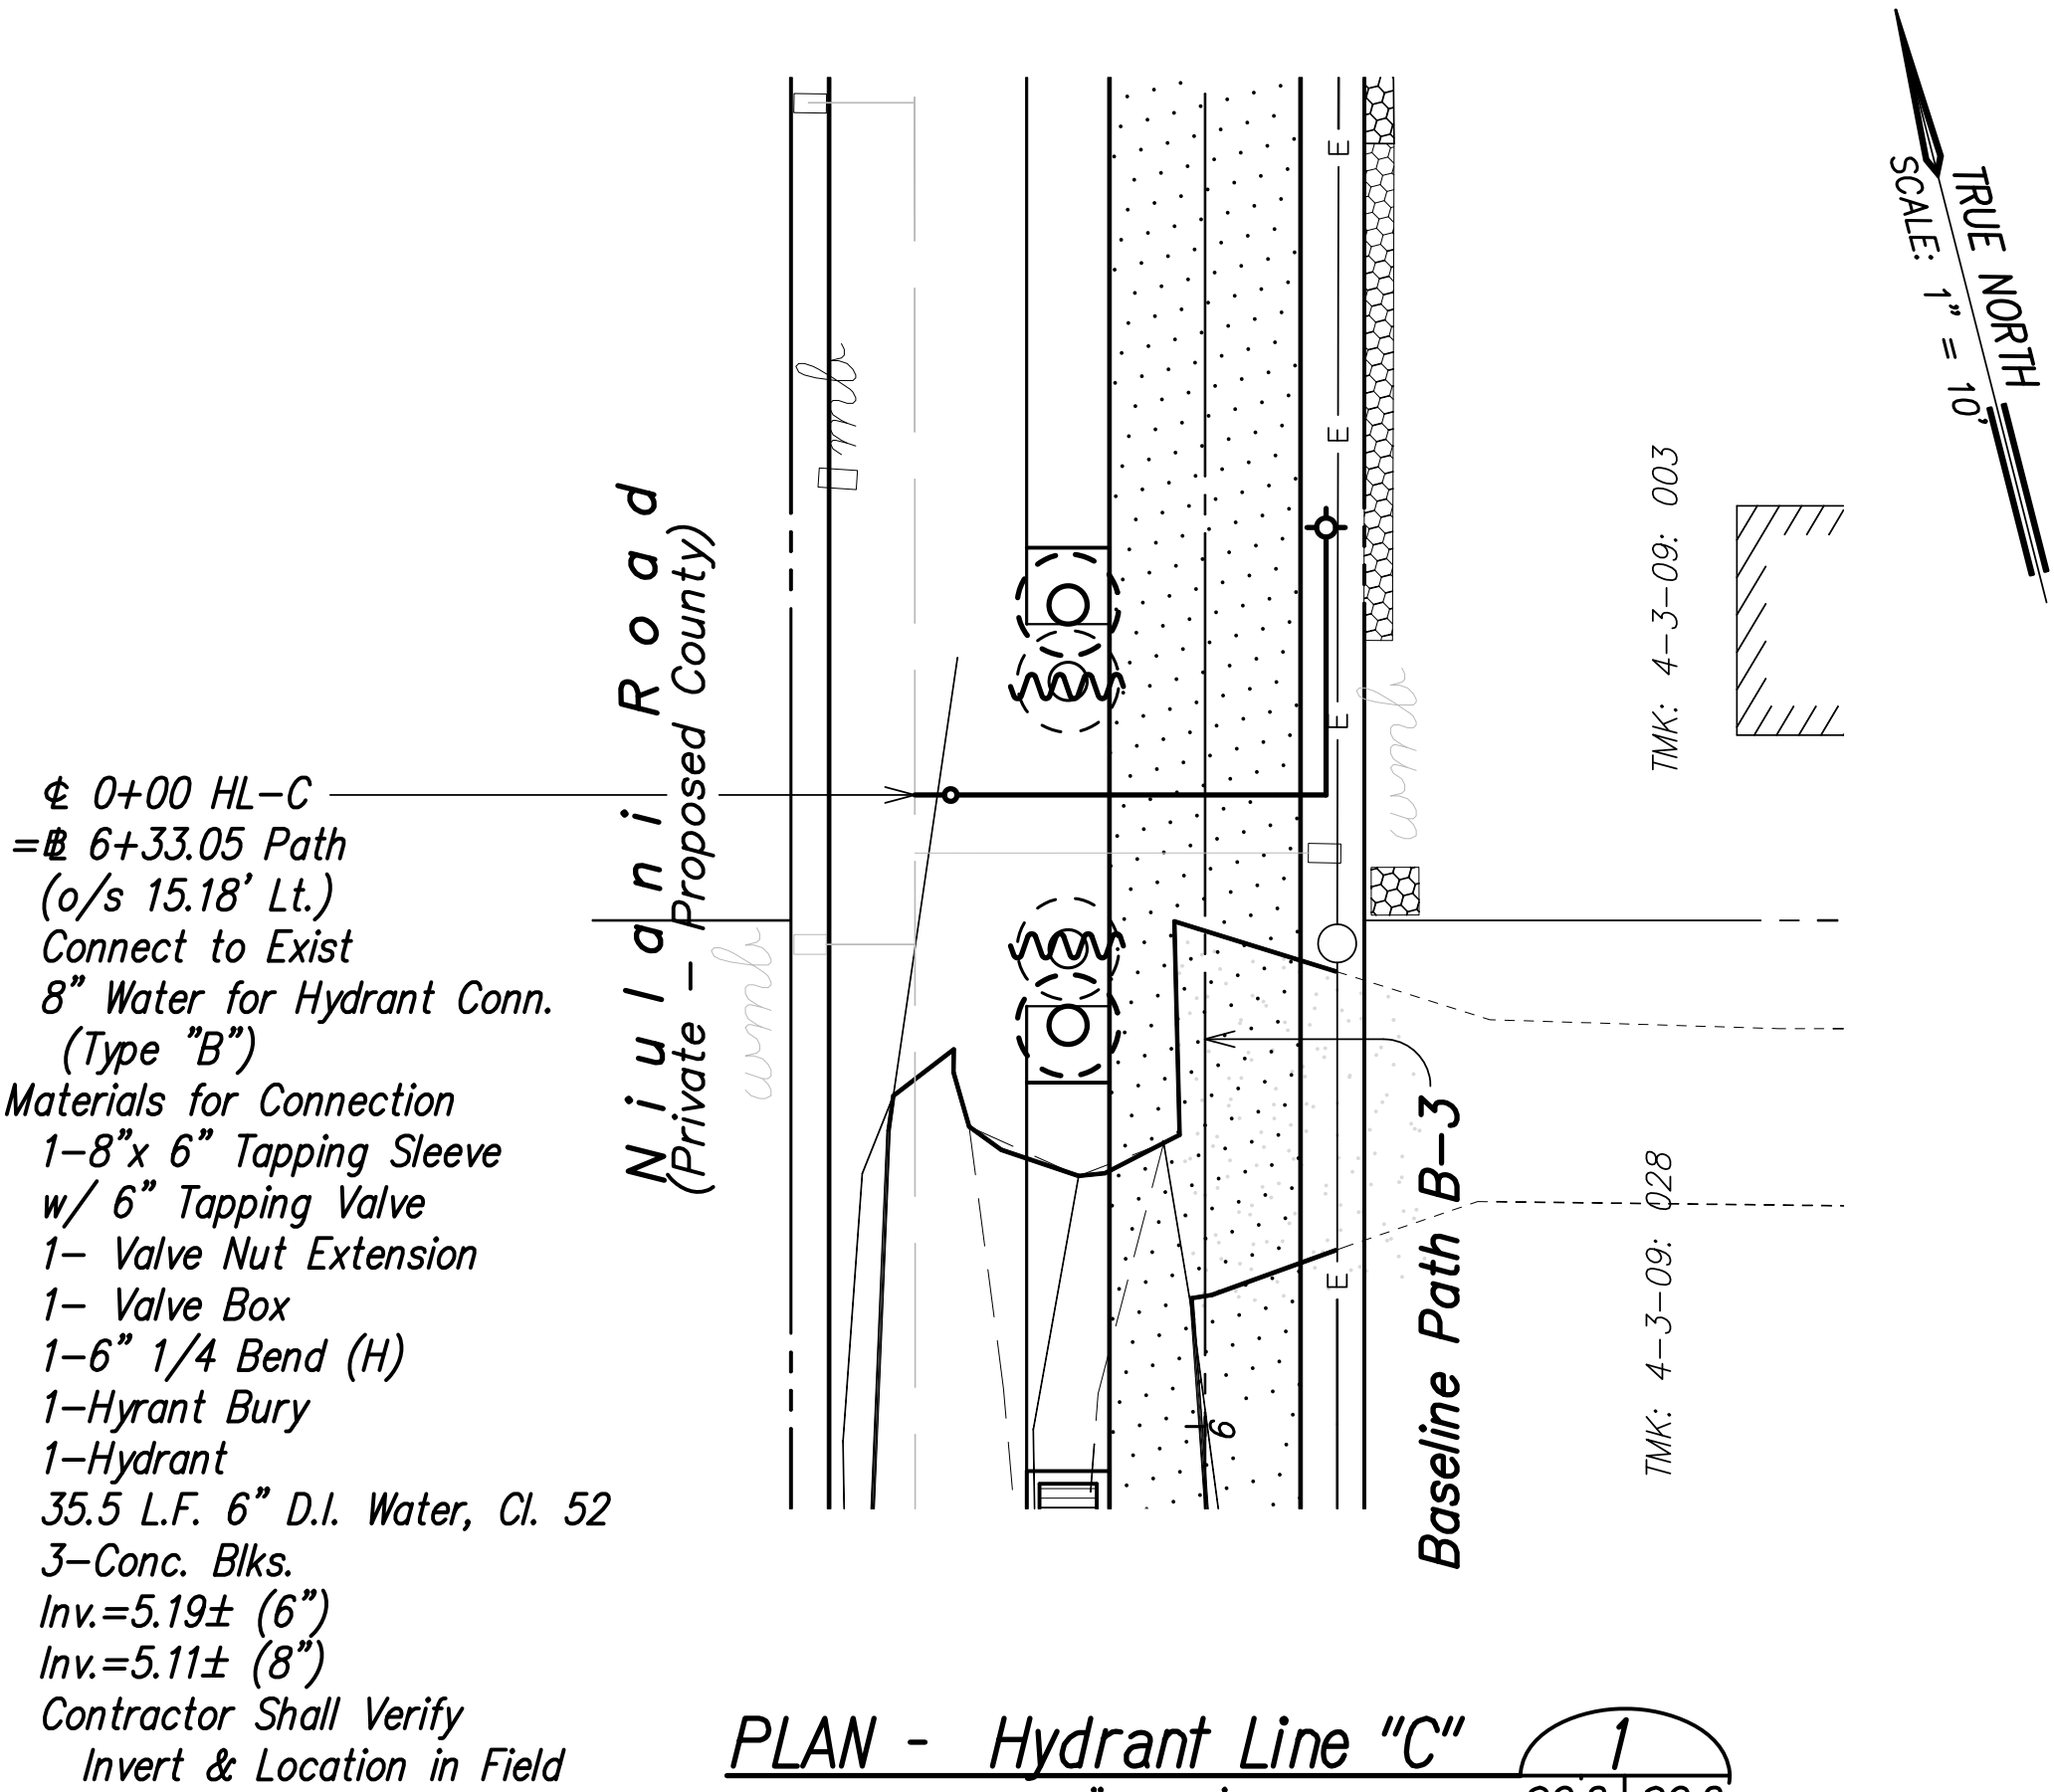 ℄ 0+00 HL-C
= 6+33.05 Path
(o/s 15.18' Lt.)
Connect to Exist
8" Water for Hydrant Conn.
(Type "B")
Materials for Connection
1-8"x 6" Tapping Sleeve
w/ 6" Tapping Valve
1- Valve Nut Extension
1- Valve Box
1-6" 1/4 Bend (H)
1-Hyrant Bury
1-Hydrant
35.5 L.F. 6" D.I. Water, Cl. 52
3-Conc. Blks.
Inv.=5.19± (6")
Inv.=5.11± (8")
Contractor Shall Verify
Invert & Location in Field
Niulani Road
(Private - Proposed County)
mb
wmb
wmb
E
E
E
E
6
Baseline Path B-3
TMK: 4-3-09: 003
TMK: 4-3-09: 028
TRUE NORTH
SCALE: 1" = 10'
PLAN - Hydrant Line "C"
1